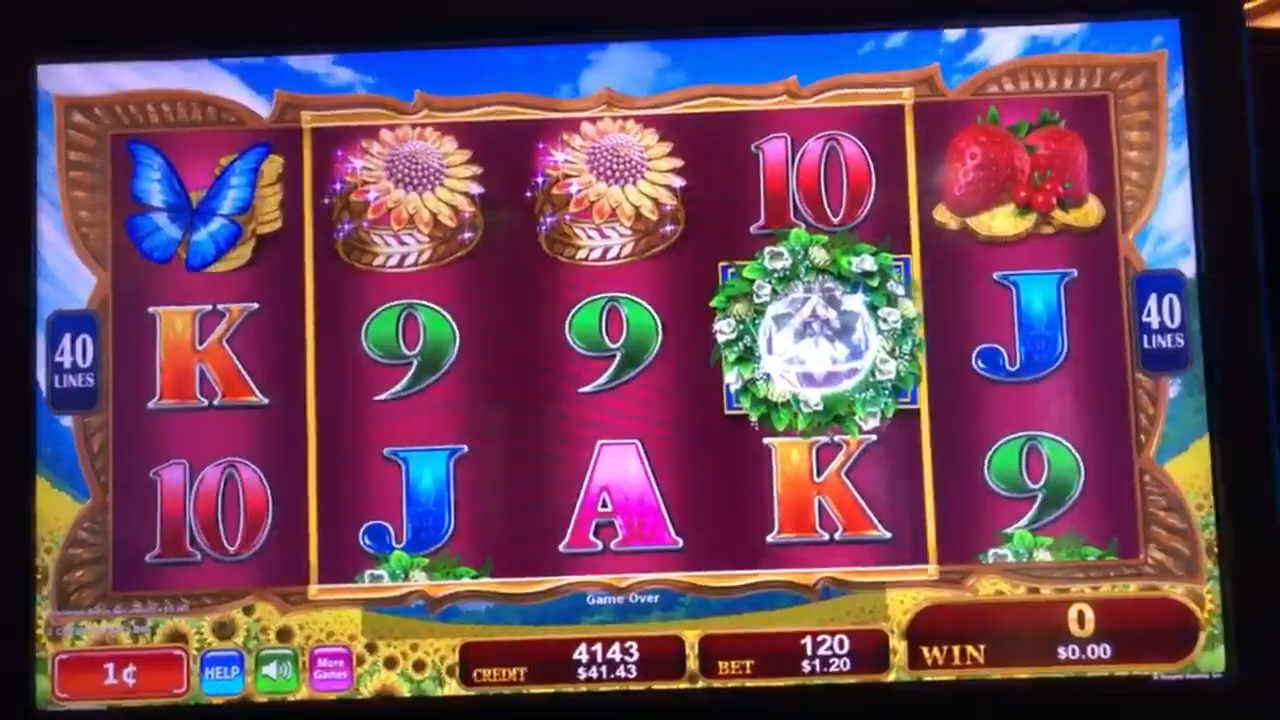 10
K
9
9
J
40
LINES
40
LINES
10
J
A
K
9
Game Over
1¢
HELP
More
Games
CREDIT
4143
$41.43
BET
120
$1.20
WIN
0
$0.00